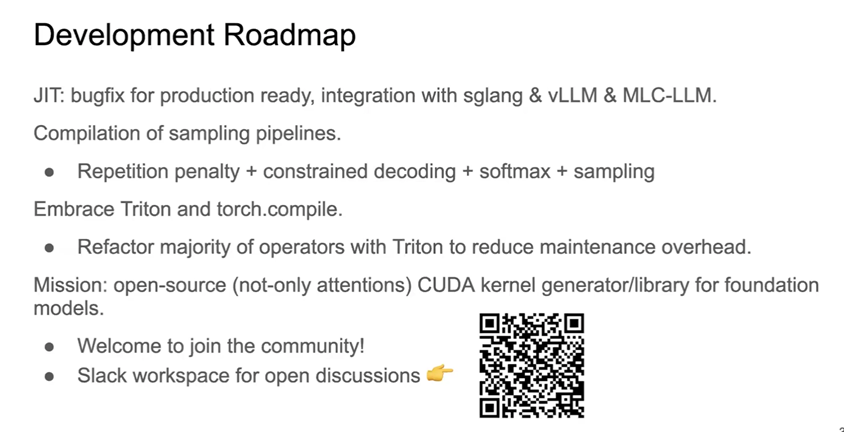 Development Roadmap
JIT: bugfix for production ready, integration with sglang & vLLM & MLC-LLM.
Compilation of sampling pipelines.
● Repetition penalty + constrained decoding + softmax + sampling
Embrace Triton and torch.compile.
● Refactor majority of operators with Triton to reduce maintenance overhead.
Mission: open-source (not-only attentions) CUDA kernel generator/library for foundation
models.
● Welcome to join the community!
● Slack workspace for open discussions 👉